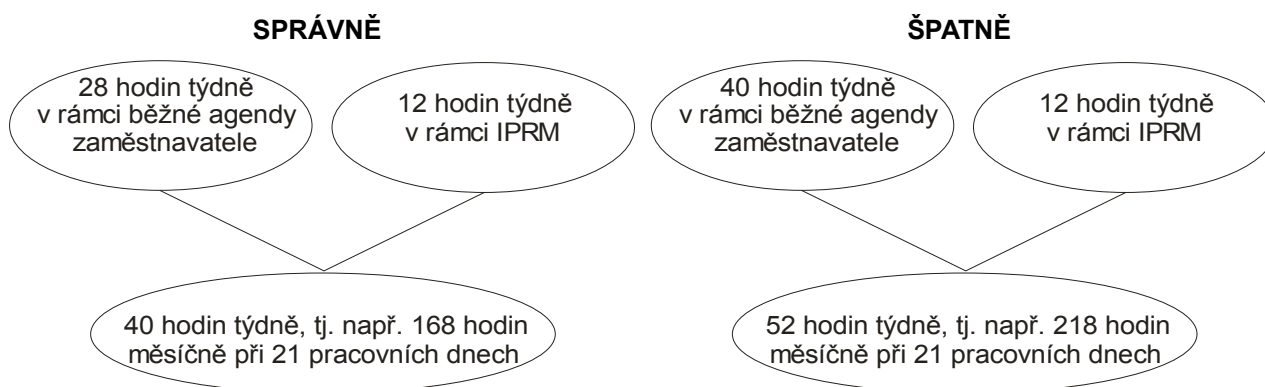 SPRÁVNĚ
28 hodin týdně
v rámci běžné agendy
zaměstnavatele
12 hodin týdně
v rámci IPRM
40 hodin týdně, tj. např. 168 hodin
měsíčně při 21 pracovních dnech
ŠPATNĚ
40 hodin týdně
v rámci běžné agendy
zaměstnavatele
12 hodin týdně
v rámci IPRM
52 hodin týdně, tj. např. 218 hodin
měsíčně při 21 pracovních dnech